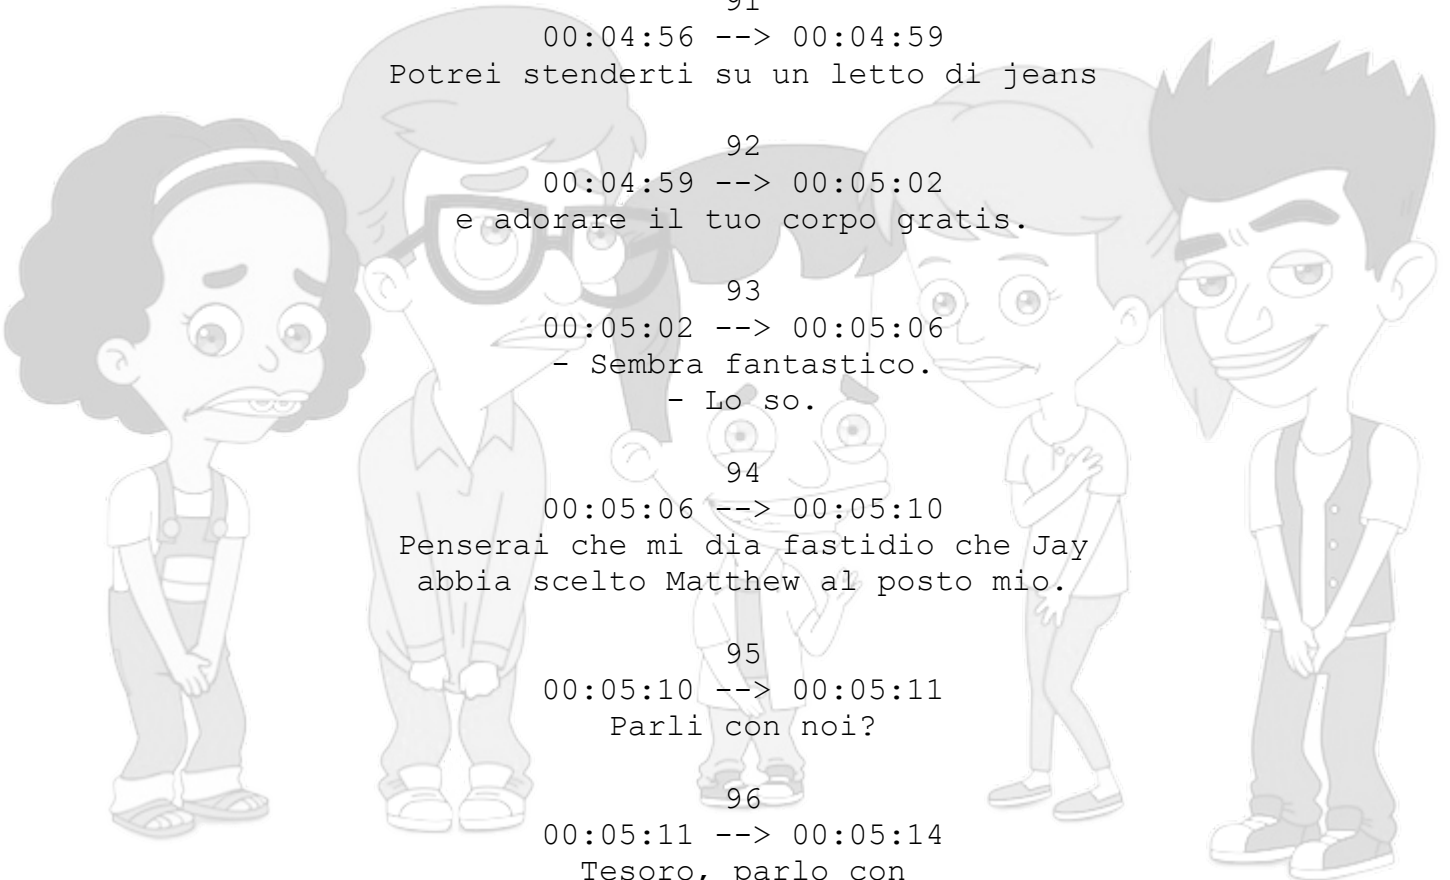 91
00:04:56 --> 00:04:59
Potrei stenderti su un letto di jeans
92
00:04:59 --> 00:05:02
e adorare il tuo corpo gratis.
93
00:05:02 --> 00:05:06
- Sembra fantastico.
- Lo so.
94
00:05:06 --> 00:05:10
Penserai che mi dia fastidio che Jay
abbia scelto Matthew al posto mio.
95
00:05:10 --> 00:05:11
Parli con noi?
96
00:05:11 --> 00:05:14
Tesoro, parlo con